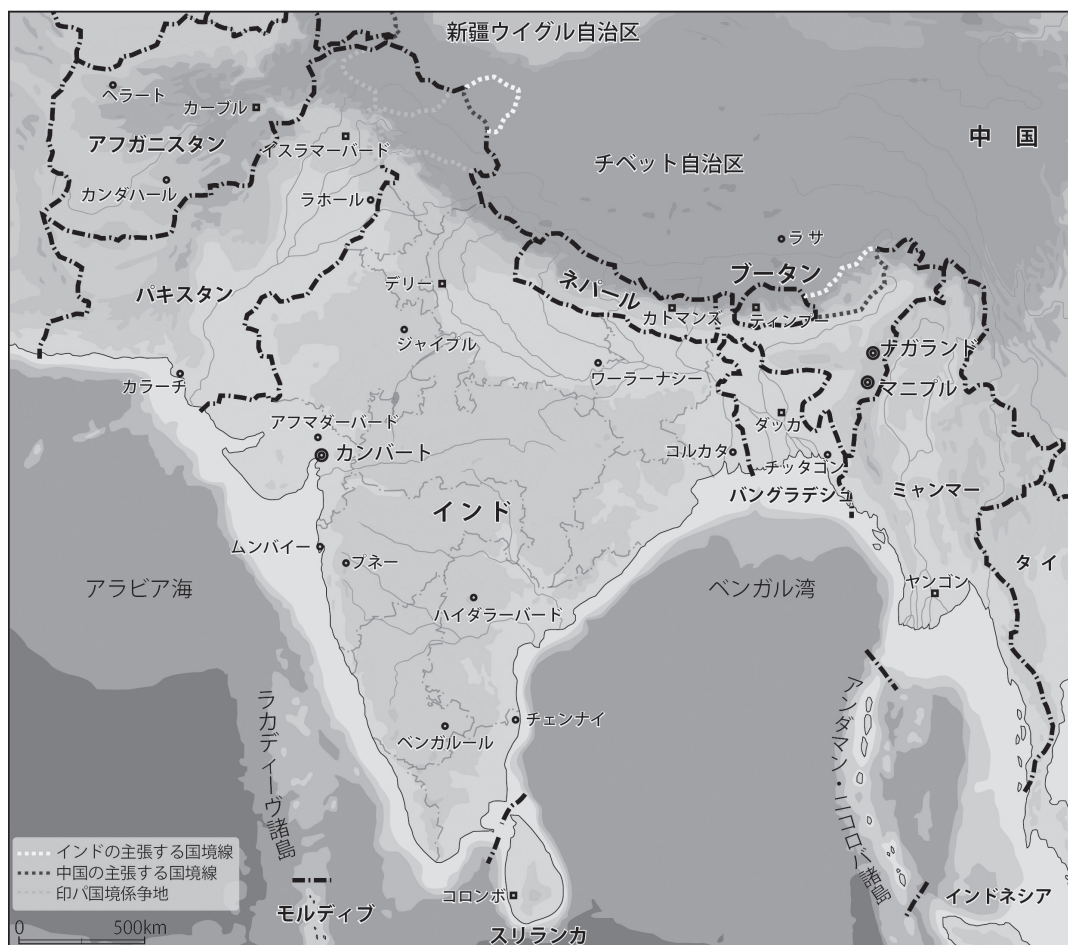 新疆ウイグル自治区
ヘラート
カーブル
アフガニスタン
イスラマーバード
中 国
チベット自治区
カンダハール
ラホール
ラサ
ブータン
デリー
ネパール
パキスタン
カトマンズ
ティンプー
ジャイプル
ナガランド
ワーラーナシー
カラーチ
マニプル
アフマダーバード
ダッカ
カンバート
コルカタ
チッタゴン
インド
バングラデシュ
ミャンマー
ムンバイー
プネー
タイ
アラビア海
ベンガル湾
ヤンゴン
ハイダラーバード
ラカディーヴ諸島
アンダマン・ニコロバ諸島
チェンナイ
ベンガルール
インドの主張する国境線
中国の主張する国境線
印パ国境係争地
コロンボ
インドネシア
モルディブ
0 500km
スリランカ